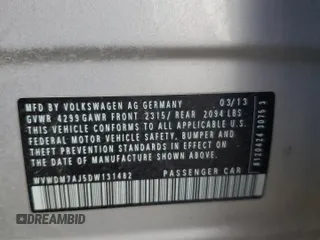 MFD BY VOLKSWAGEN AG GERMANY 03/13
GVWR 4299 GAWR FRONT 2315/REAR 2094 LBS
THIS VEHICLE CONFORMS TO ALL APPLICABLE U.S.
FEDERAL MOTOR VEHICLE SAFETY, BUMPER AND
THEFT PREVENTION STANDARDS IN EFFECT ON THE
DATE OF MANUFACTURE SHOWN ABOVE.
WVWDM7AJ5DW131482 PASSENGER CAR
Autohelperbot.com